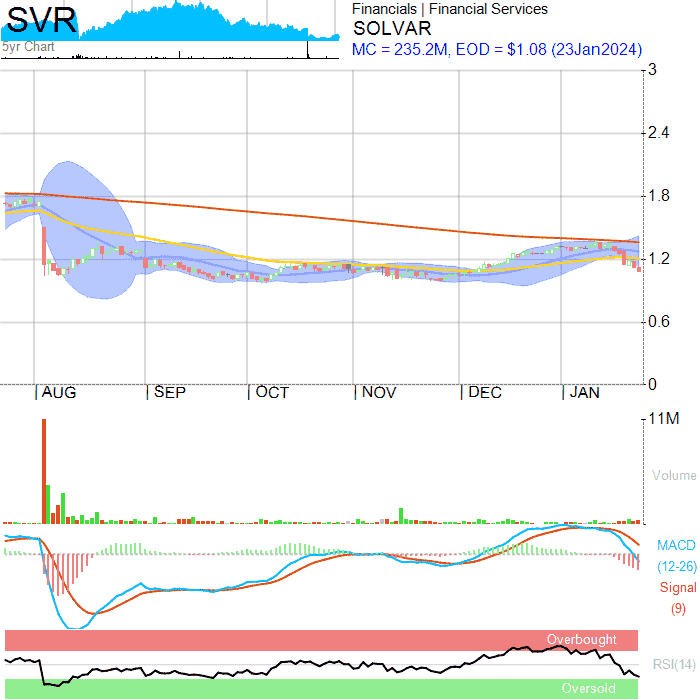 SVR
5yr Chart
Financials | Financial Services
SOLVAR
MC = 235.2M, EOD = $1.08 (23Jan2024)
3
2.4
1.8
1.2
0.6
0
| AUG | SEP | OCT | NOV | DEC | JAN
11M
Volume
MACD
(12-26)
Signal
(9)
Overbought
RSI(14)
Oversold